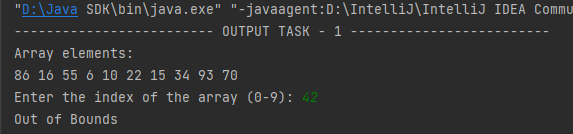 "D:\Java SDK\bin\java.exe" "-javaagent:D:\IntelliJ\IntelliJ IDEA Commu
------------------------- OUTPUT TASK - 1 -------------------------
Array elements:
86 16 55 6 10 22 15 34 93 70
Enter the index of the array (0-9): 42
Out of Bounds